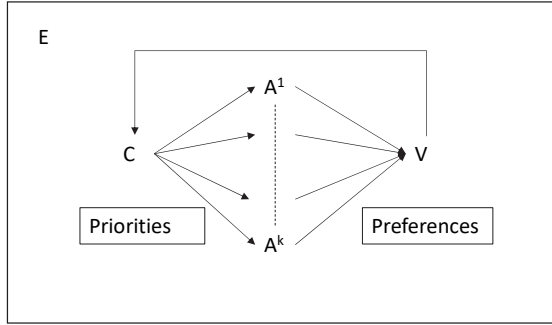 E
A¹
C
V
Priorities
Preferences
Aᵏ